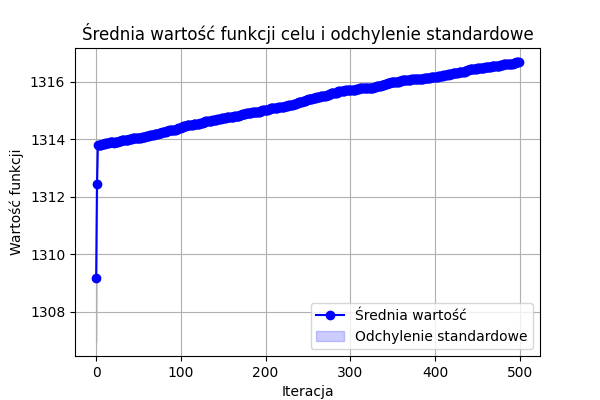 Średnia wartość funkcji celu i odchylenie standardowe
Wartość funkcji
1316
1314
1312
1310
1308
0 100 200 300 400 500
Iteracja
Średnia wartość
Odchylenie standardowe